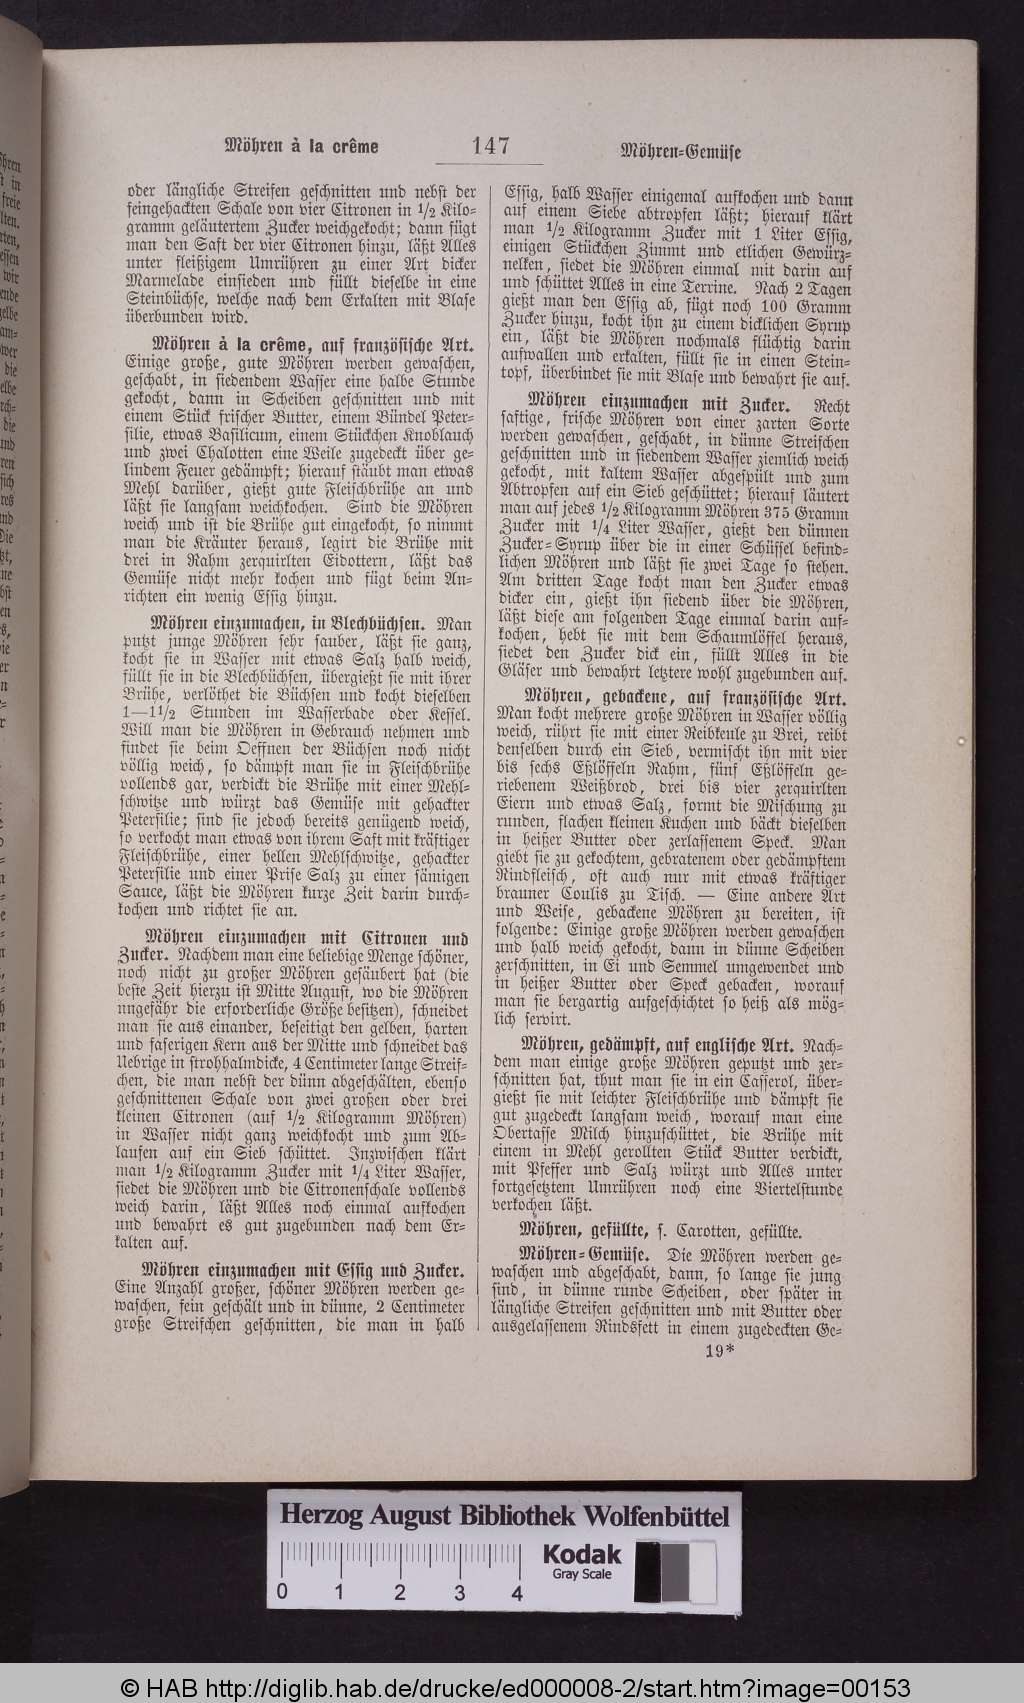 Möhren à la crême
147
Möhren-Gemüse
oder längliche Streifen geschnitten und nebst der
feingehackten Schale von vier Citronen in 1/2 Kilo-
gramm geläutertem Zucker weichgekocht; dann fügt
man den Saft der vier Citronen hinzu, läßt Alles
unter fleißigem Umrühren zu einer Art dicker
Marmelade einsieden und füllt dieselbe in eine
Steinbüchse, welche nach dem Erkalten mit Blase
überbunden wird.
Möhren à la crême, auf französische Art.
Einige große, gute Möhren werden gewaschen,
geschabt, in siedendem Wasser eine halbe Stunde
gekocht, dann in Scheiben geschnitten und mit
einem Stück frischer Butter, einem Bündel Peter-
silie, etwas Basilicum, einem Stückchen Knoblauch
und zwei Chalotten eine Weile zugedeckt über ge-
lindem Feuer gedämpft; hierauf stäubt man etwas
Mehl darüber, gießt gute Fleischbrühe an und
läßt sie langsam weichkochen. Sind die Möhren
weich und ist die Brühe gut eingekocht, so nimmt
man die Kräuter heraus, legirt die Brühe mit
drei in Rahm zerquirlten Eidottern, läßt das
Gemüse nicht mehr kochen und fügt beim An-
richten ein wenig Essig hinzu.
Möhren einzumachen, in Blechbüchsen. Man
putzt junge Möhren sehr sauber, läßt sie ganz,
kocht sie in Wasser mit etwas Salz halb weich,
füllt sie in die Blechbüchsen, übergießt sie mit ihrer
Brühe, verlöthet die Büchsen und kocht dieselben
1—1 1/2 Stunden im Wasserbade oder Kessel.
Will man die Möhren in Gebrauch nehmen und
findet sie beim Oeffnen der Büchsen noch nicht
völlig weich, so dämpft man sie in Fleischbrühe
vollends gar, verdickt die Brühe mit einer Mehl-
schwitze und würzt das Gemüse mit gehackter
Petersilie; sind sie jedoch bereits genügend weich,
so verkocht man etwas von ihrem Saft mit kräftiger
Fleischbrühe, einer hellen Mehlschwitze, gehackter
Petersilie und einer Prise Salz zu einer sämigen
Sauce, läßt die Möhren kurze Zeit darin durch-
kochen und richtet sie an.
Möhren einzumachen mit Citronen und
Zucker. Nachdem man eine beliebige Menge schöner,
noch nicht zu großer Möhren gesäubert hat (die
beste Zeit hierzu ist Mitte August, wo die Möhren
ungefähr die erforderliche Größe besitzen), schneidet
man sie aus einander, beseitigt den gelben, harten
und faserigen Kern aus der Mitte und schneidet das
Uebrige in strohhalmdicke, 4 Centimeter lange Streif-
chen, die man nebst der dünn abgeschälten, ebenso
geschnittenen Schale von zwei großen oder drei
kleinen Citronen (auf 1/2 Kilogramm Möhren)
in Wasser nicht ganz weichkocht und zum Ab-
laufen auf ein Sieb schüttet. Inzwischen klärt
man 1/2 Kilogramm Zucker mit 1/4 Liter Wasser,
siedet die Möhren und die Citronenschale vollends
weich darin, läßt Alles noch einmal aufkochen
und bewahrt es gut zugebunden nach dem Er-
kalten auf.
Möhren einzumachen mit Essig und Zucker.
Eine Anzahl großer, schöner Möhren werden ge-
waschen, fein geschält und in dünne, 2 Centimeter
große Streifchen geschnitten, die man in halb
Essig, halb Wasser einigemal aufkochen und dann
auf einem Siebe abtropfen läßt; hierauf klärt
man 1/2 Kilogramm Zucker mit 1 Liter Essig,
einigen Stückchen Zimmt und etlichen Gewürz-
nelken, siedet die Möhren einmal mit darin auf
und schüttet Alles in eine Terrine. Nach 2 Tagen
gießt man den Essig ab, fügt noch 100 Gramm
Zucker hinzu, kocht ihn zu einem dicklichen Syrup
ein, läßt die Möhren nochmals flüchtig darin
aufwallen und erkalten, füllt sie in einen Stein-
topf, überbindet sie mit Blase und bewahrt sie auf.
Möhren einzumachen mit Zucker. Recht
saftige, frische Möhren von einer zarten Sorte
werden gewaschen, geschabt, in dünne Streifchen
geschnitten und in siedendem Wasser ziemlich weich
gekocht, mit kaltem Wasser abgespült und zum
Abtropfen auf ein Sieb geschüttet; hierauf läutert
man auf jedes 1/2 Kilogramm Möhren 375 Gramm
Zucker mit 1/4 Liter Wasser, gießt den dünnen
Zucker-Syrup über die in einer Schüssel befind-
lichen Möhren und läßt sie zwei Tage so stehen.
Am dritten Tage kocht man den Zucker etwas
dicker ein, gießt ihn siedend über die Möhren,
läßt diese am folgenden Tage einmal darin auf-
kochen, hebt sie mit dem Schaumlöffel heraus,
siedet den Zucker dick ein, füllt Alles in die
Gläser und bewahrt letztere wohl zugebunden auf.
Möhren, gebackene, auf französische Art.
Man kocht mehrere große Möhren in Wasser völlig
weich, rührt sie mit einer Reibkeule zu Brei, reibt
denselben durch ein Sieb, vermischt ihn mit vier
bis sechs Eßlöffeln Rahm, fünf Eßlöffeln ge-
riebenem Weißbrod, drei bis vier zerquirlten
Eiern und etwas Salz, formt die Mischung zu
runden, flachen kleinen Kuchen und bäckt dieselben
in heißer Butter oder zerlassenem Speck. Man
giebt sie zu gekochtem, gebratenem oder gedämpftem
Rindfleisch, oft auch nur mit etwas kräftiger
brauner Coulis zu Tisch. — Eine andere Art
und Weise, gebackene Möhren zu bereiten, ist
folgende: Einige große Möhren werden gewaschen
und halb weich gekocht, dann in dünne Scheiben
zerschnitten, in Ei und Semmel umgewendet und
in heißer Butter oder Speck gebacken, worauf
man sie bergartig aufgeschichtet so heiß als mög-
lich servirt.
Möhren, gedämpft, auf englische Art. Nach-
dem man einige große Möhren geputzt und zer-
schnitten hat, thut man sie in ein Casserol, über-
gießt sie mit leichter Fleischbrühe und dämpft sie
gut zugedeckt langsam weich, worauf man eine
Obertasse Milch hinzuschüttet, die Brühe mit
einem in Mehl gerollten Stück Butter verdickt,
mit Pfeffer und Salz würzt und Alles unter
fortgesetztem Umrühren noch eine Viertelstunde
verkochen läßt.
Möhren, gefüllte, s. Carotten, gefüllte.
Möhren-Gemüse. Die Möhren werden ge-
waschen und abgeschabt, dann, so lange sie jung
sind, in dünne runde Scheiben, oder später in
längliche Streifen geschnitten und mit Butter oder
ausgelassenem Rindsfett in einem zugedeckten Ge-
19*
Herzog August Bibliothek Wolfenbüttel
0 1 2 3 4
Kodak
Gray Scale
© HAB http://diglib.hab.de/drucke/ed000008-2/start.htm?image=00153